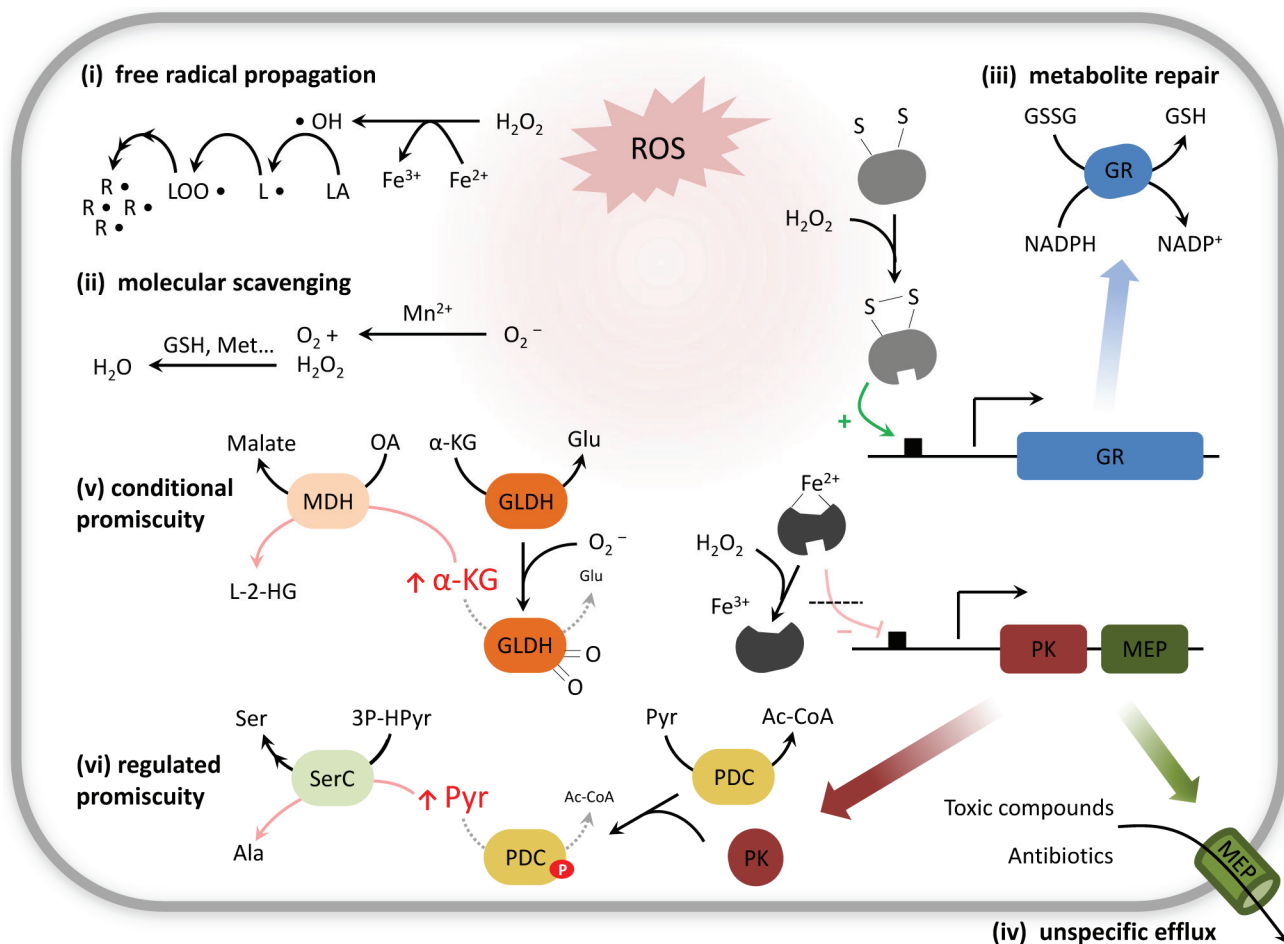 (i) free radical propagation
• OH
H₂O₂
Fe³⁺
Fe²⁺
R •
R • R •
R •
LOO •
L •
LA
ROS
(ii) molecular scavenging
Mn²⁺
O₂⁻
O₂ +
H₂O₂
GSH, Met...
H₂O
S
S
H₂O₂
S
S
+
GR
(iii) metabolite repair
GSSG
GSH
GR
NADPH
NADP⁺
(v) conditional
promiscuity
Malate
OA
MDH
L-2-HG
α-KG
Glu
GLDH
O₂⁻
↑ α-KG
Glu
GLDH
O
O
Fe²⁺
H₂O₂
Fe³⁺
−
PK
MEP
(vi) regulated
promiscuity
Ser
3P-HPyr
SerC
Ala
↑ Pyr
Ac-CoA
PDC
P
Pyr
Ac-CoA
PDC
PK
Toxic compounds
Antibiotics
MEP
(iv) unspecific efflux